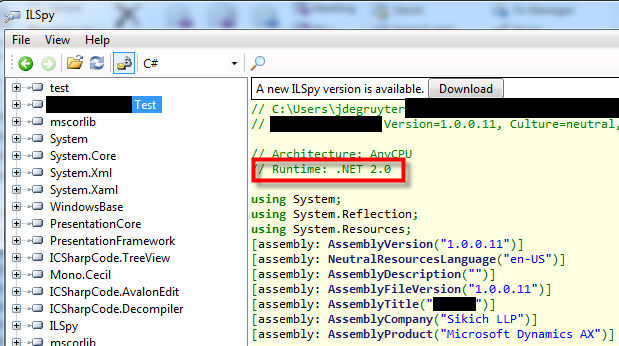 ILSpy
File View Help
C#
test
Test
mscorlib
System
System.Core
System.Xml
System.Xaml
WindowsBase
PresentationCore
PresentationFramework
ICSharpCode.TreeView
Mono.Cecil
ICSharpCode.AvalonEdit
ICSharpCode.Decompiler
ILSpy
mscorlib
A new ILSpy version is available. Download
// C:\Users\jdegruyter
// Version=1.0.0.11, Culture=neutral,
// Architecture: AnyCPU
// Runtime: .NET 2.0
using System;
using System.Reflection;
using System.Resources;
[assembly: AssemblyVersion("1.0.0.11")]
[assembly: NeutralResourcesLanguage("en-US")]
[assembly: AssemblyDescription("")]
[assembly: AssemblyFileVersion("1.0.0.11")]
[assembly: AssemblyTitle(" ")]
[assembly: AssemblyCompany("Sikich LLP")]
[assembly: AssemblyProduct("Microsoft Dynamics AX")]